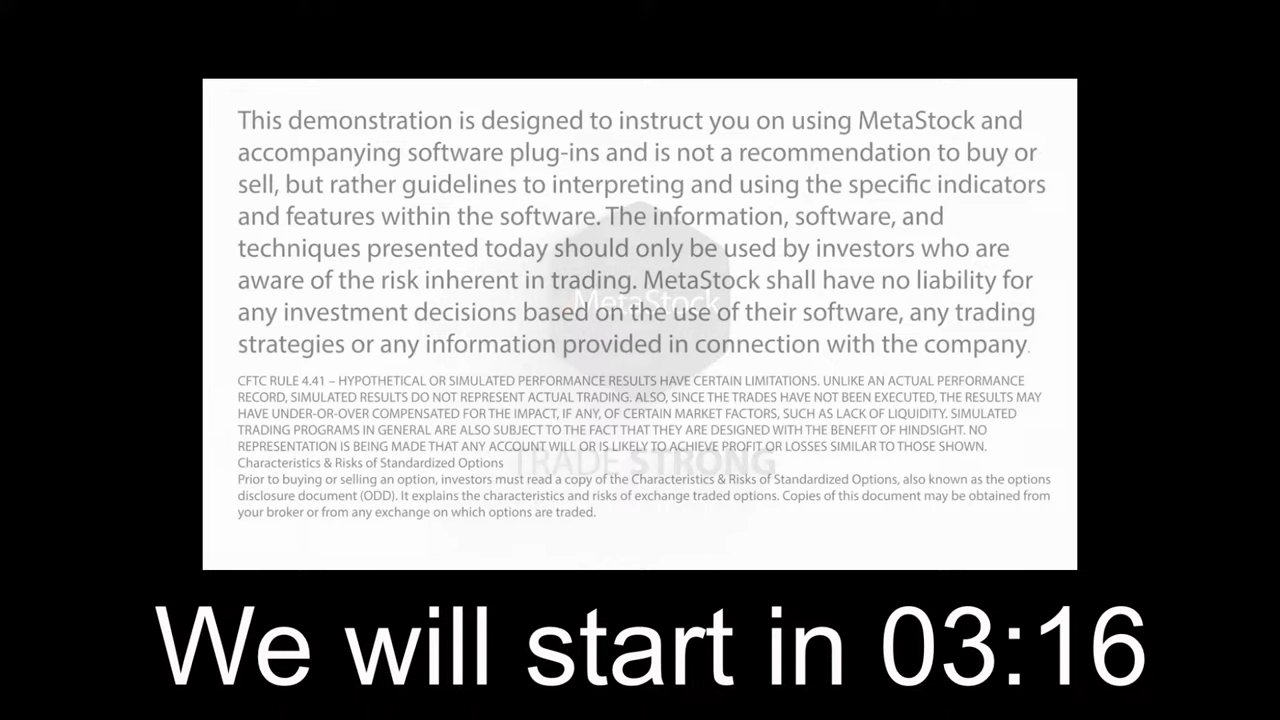 This demonstration is designed to instruct you on using MetaStock and
accompanying software plug-ins and is not a recommendation to buy or
sell, but rather guidelines to interpreting and using the specific indicators
and features within the software. The information, software, and
techniques presented today should only be used by investors who are
aware of the risk inherent in trading. MetaStock shall have no liability for
any investment decisions based on the use of their software, any trading
strategies or any information provided in connection with the company.
MetaStock
CFTC RULE 4.41 – HYPOTHETICAL OR SIMULATED PERFORMANCE RESULTS HAVE CERTAIN LIMITATIONS. UNLIKE AN ACTUAL PERFORMANCE
RECORD, SIMULATED RESULTS DO NOT REPRESENT ACTUAL TRADING. ALSO, SINCE THE TRADES HAVE NOT BEEN EXECUTED, THE RESULTS MAY
HAVE UNDER-OR-OVER COMPENSATED FOR THE IMPACT, IF ANY, OF CERTAIN MARKET FACTORS, SUCH AS LACK OF LIQUIDITY. SIMULATED
TRADING PROGRAMS IN GENERAL ARE ALSO SUBJECT TO THE FACT THAT THEY ARE DESIGNED WITH THE BENEFIT OF HINDSIGHT. NO
REPRESENTATION IS BEING MADE THAT ANY ACCOUNT WILL OR IS LIKELY TO ACHIEVE PROFIT OR LOSSES SIMILAR TO THOSE SHOWN.
Characteristics & Risks of Standardized Options
TRADE STRONG
Prior to buying or selling an option, investors must read a copy of the Characteristics & Risks of Standardized Options, also known as the options
disclosure document (ODD). It explains the characteristics and risks of exchange traded options. Copies of this document may be obtained from
your broker or from any exchange on which options are traded.
We will start in 03:16